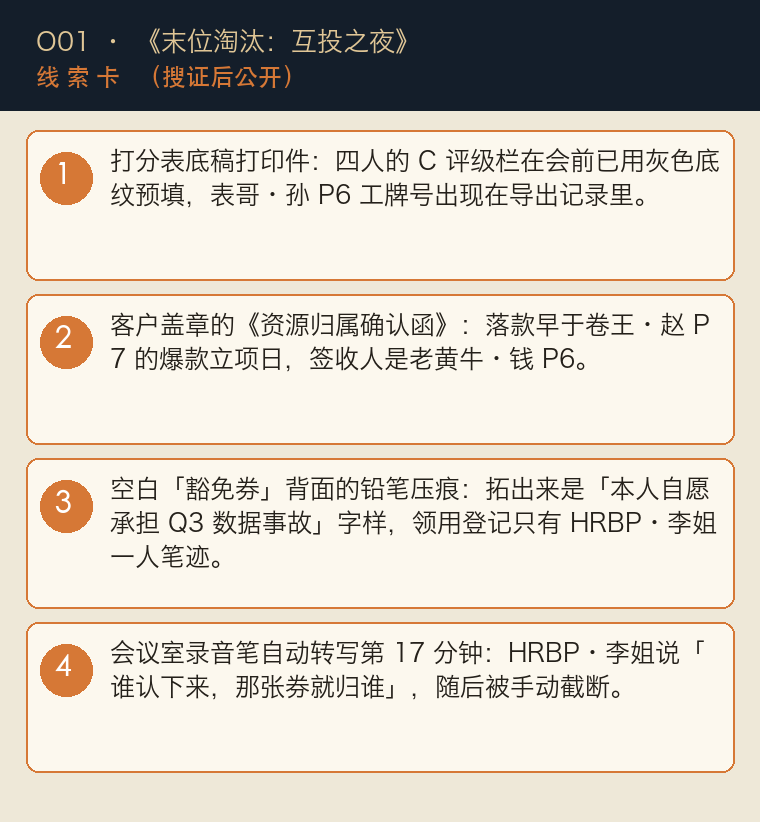 001 · 《末位淘汰：互投之夜》
线索卡 （搜证后公开）
1
打分表底稿打印件：四人的 C 评级栏在会前已用灰色底
纹预填，表哥·孙 P6 工牌号出现在导出记录里。
2
客户盖章的《资源归属确认函》：落款早于卷王·赵 P
7 的爆款立项日，签收人是老黄牛·钱 P6。
3
空白「豁免券」背面的铅笔压痕：拓出来是「本人自愿
承担 Q3 数据事故」字样，领用登记只有 HRBP·李姐
一人笔迹。
4
会议室录音笔自动转写第 17 分钟：HRBP·李姐说「
谁认下来，那张券就归谁」，随后被手动截断。